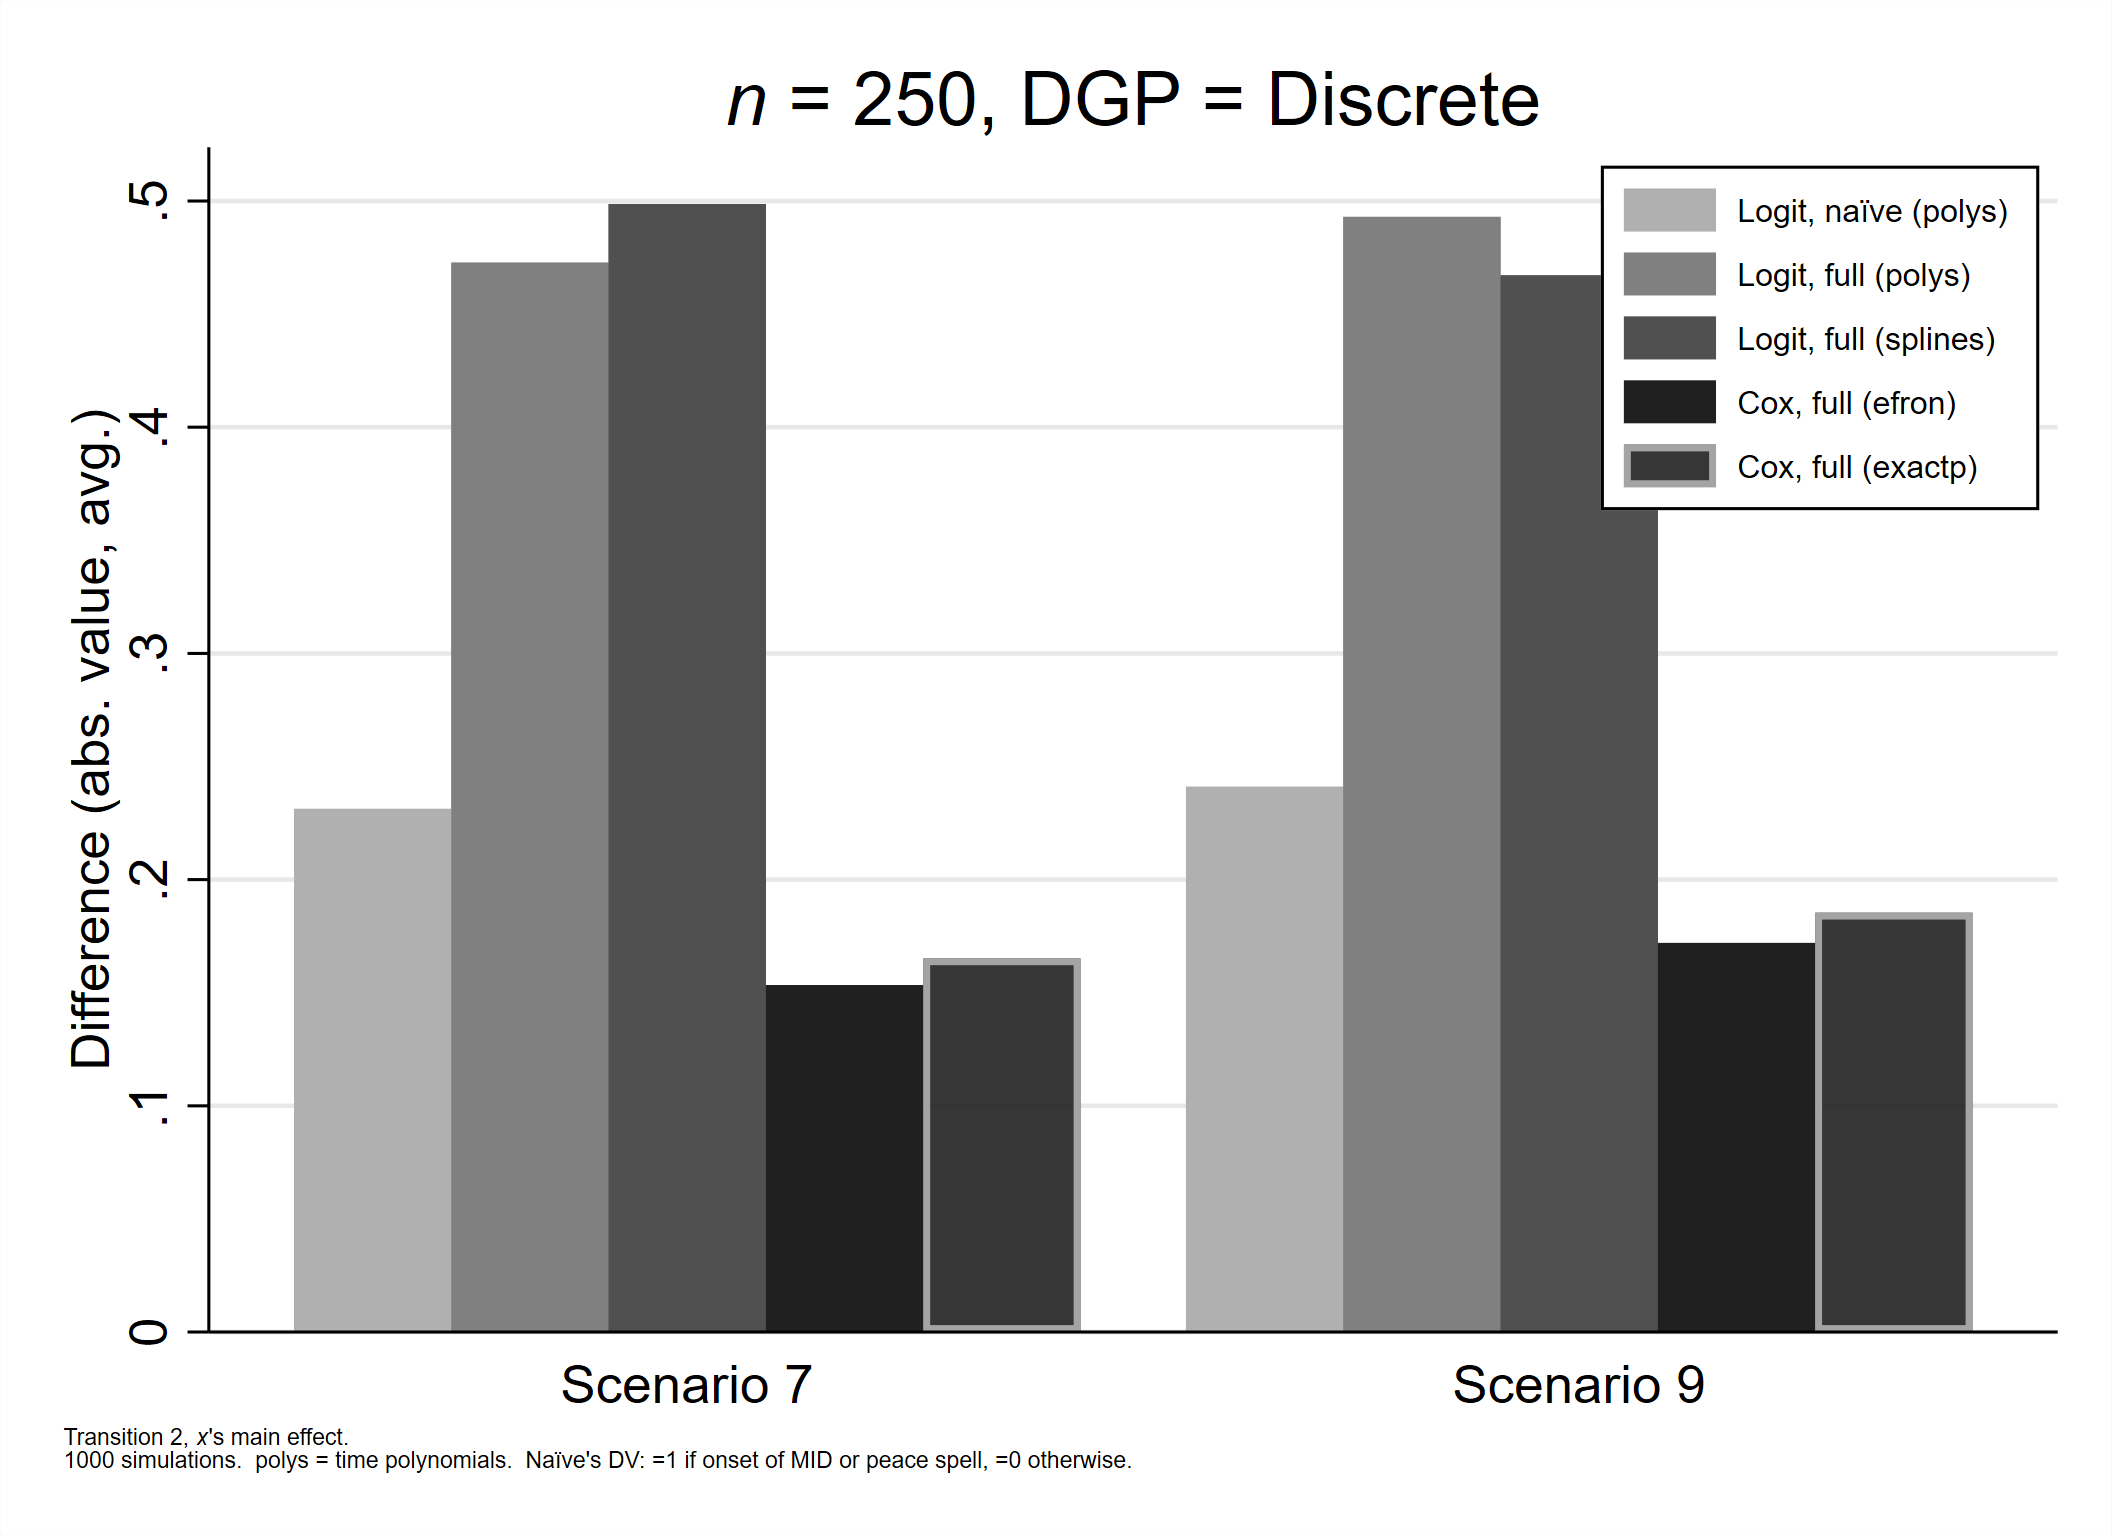 n = 250, DGP = Discrete
Difference (abs. value, avg.)
.5
.4
.3
.2
.1
0
Logit, naïve (polys)
Logit, full (polys)
Logit, full (splines)
Cox, full (efron)
Cox, full (exactp)
Scenario 7
Scenario 9
Transition 2, x's main effect.
1000 simulations.  polys = time polynomials.  Naïve's DV: =1 if onset of MID or peace spell, =0 otherwise.